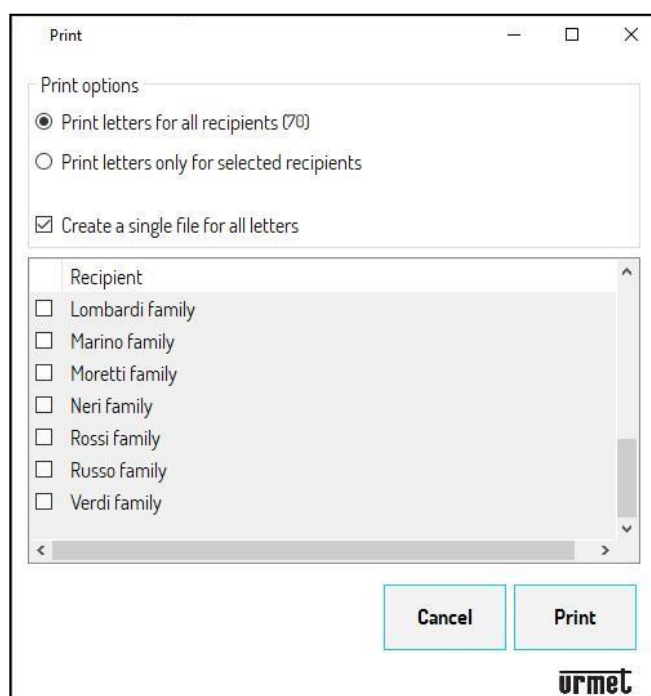 Print
Print options
Print letters for all recipients (70)
Print letters only for selected recipients
Create a single file for all letters
Recipient
Lombardi family
Marino family
Moretti family
Neri family
Rossi family
Russo family
Verdi family
Cancel
Print
urmet